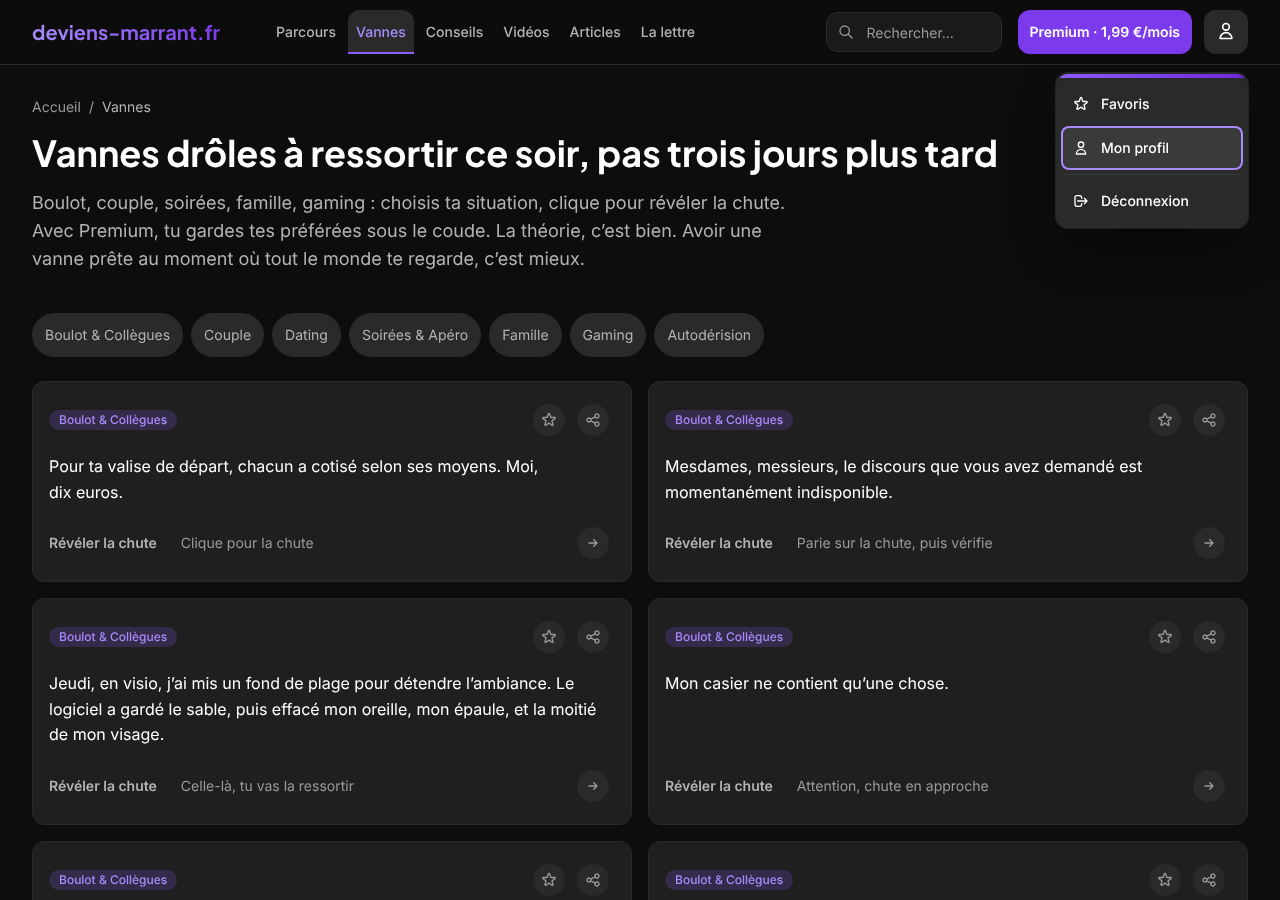 deviens-marrant.fr
Parcours
Vannes
Conseils
Vidéos
Articles
La lettre
Rechercher...
Premium · 1,99 €/mois
Favoris
Mon profil
Déconnexion
Accueil / Vannes
Vannes drôles à ressortir ce soir, pas trois jours plus tard
Boulot, couple, soirées, famille, gaming : choisis ta situation, clique pour révéler la chute.
Avec Premium, tu gardes tes préférées sous le coude. La théorie, c’est bien. Avoir une
vanne prête au moment où tout le monde te regarde, c’est mieux.
Boulot & Collègues
Couple
Dating
Soirées & Apéro
Famille
Gaming
Autodérision
Boulot & Collègues
Pour ta valise de départ, chacun a cotisé selon ses moyens. Moi,
dix euros.
Révéler la chute
Clique pour la chute
Boulot & Collègues
Mesdames, messieurs, le discours que vous avez demandé est
momentanément indisponible.
Révéler la chute
Parie sur la chute, puis vérifie
Boulot & Collègues
Jeudi, en visio, j’ai mis un fond de plage pour détendre l’ambiance. Le
logiciel a gardé le sable, puis effacé mon oreille, mon épaule, et la moitié
de mon visage.
Révéler la chute
Celle-là, tu vas la ressortir
Boulot & Collègues
Mon casier ne contient qu’une chose.
Révéler la chute
Attention, chute en approche
Boulot & Collègues
Boulot & Collègues